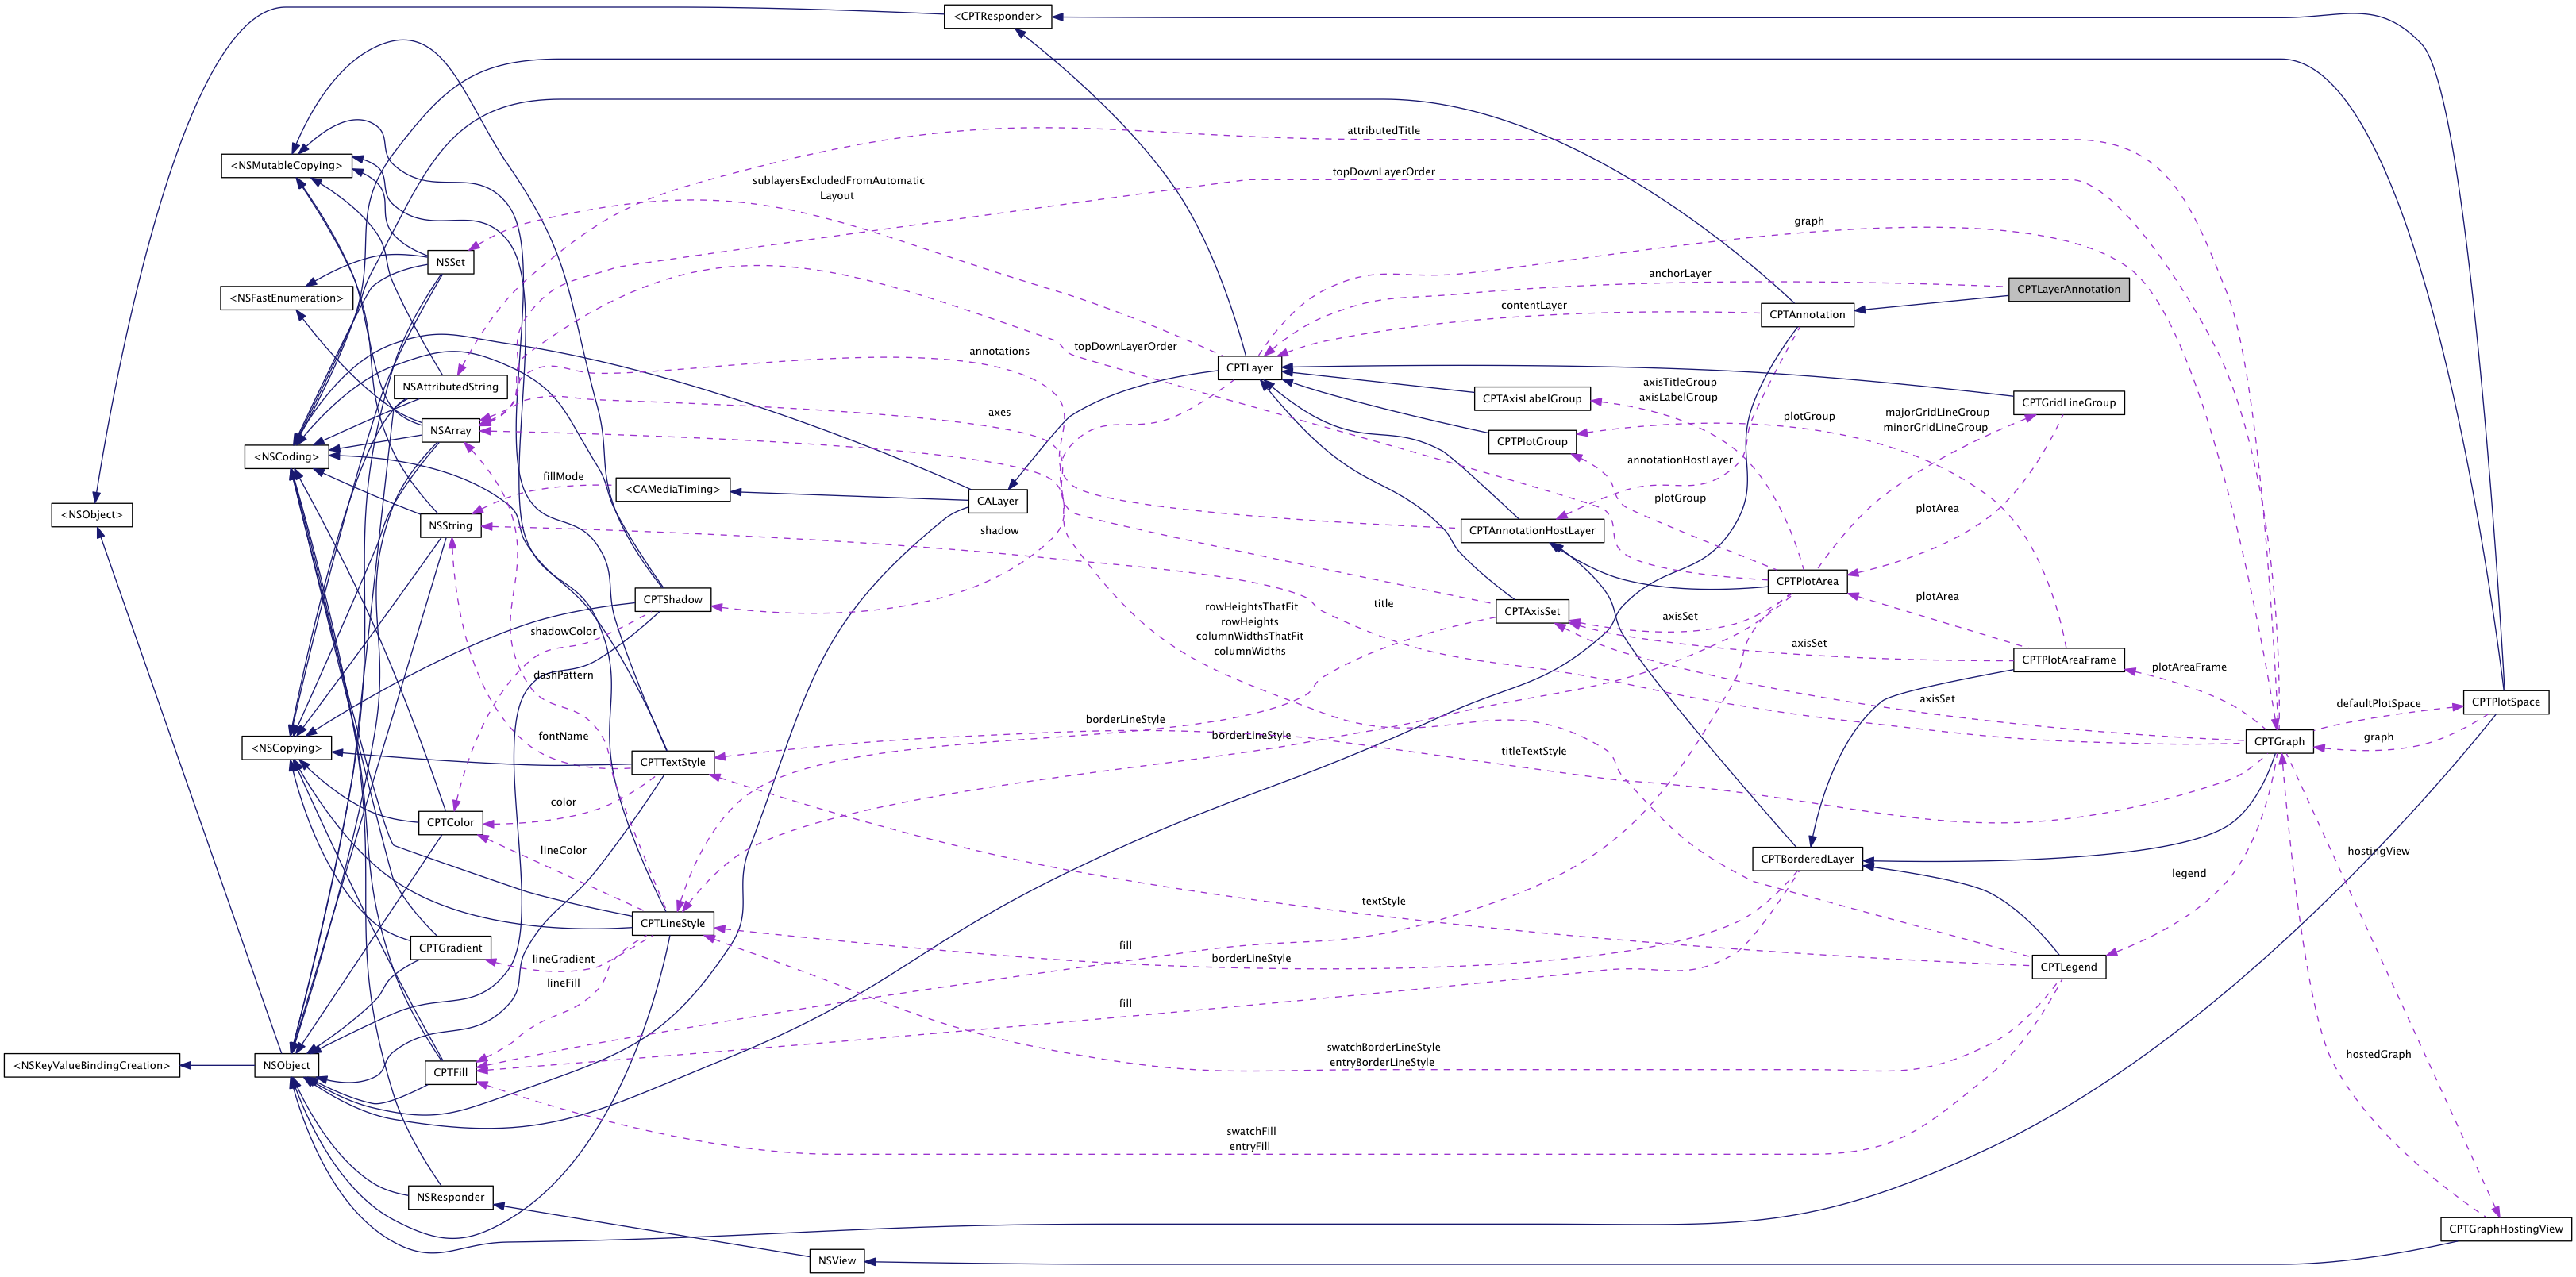 <CPTResponder>
attributedTitle
<NSMutableCopying>
topDownLayerOrder
sublayersExcludedFromAutomatic
Layout
graph
NSSet
anchorLayer
CPTLayerAnnotation
<NSFastEnumeration>
contentLayer
CPTAnnotation
topDownLayerOrder
annotations
CPTLayer
NSAttributedString
axisTitleGroup
axisLabelGroup
CPTAxisLabelGroup
CPTGridLineGroup
axes
plotGroup
majorGridLineGroup
minorGridLineGroup
NSArray
CPTPlotGroup
<NSCoding>
annotationHostLayer
fillMode
<CAMediaTiming>
CALayer
plotGroup
plotArea
<NSObject>
NSString
shadow
CPTAnnotationHostLayer
CPTPlotArea
CPTShadow
rowHeightsThatFit
rowHeights
columnWidthsThatFit
columnWidths
title
CPTAxisSet
plotArea
axisSet
shadowColor
axisSet
CPTPlotAreaFrame
plotAreaFrame
dashPattern
axisSet
defaultPlotSpace
CPTPlotSpace
borderLineStyle
fontName
borderLineStyle
graph
CPTGraph
<NSCopying>
titleTextStyle
CPTTextStyle
color
CPTColor
lineColor
hostingView
CPTBorderedLayer
legend
textStyle
CPTLineStyle
CPTGradient
fill
lineGradient
borderLineStyle
CPTLegend
lineFill
fill
swatchBorderLineStyle
entryBorderLineStyle
hostedGraph
<NSKeyValueBindingCreation>
NSObject
CPTFill
swatchFill
entryFill
NSResponder
CPTGraphHostingView
NSView